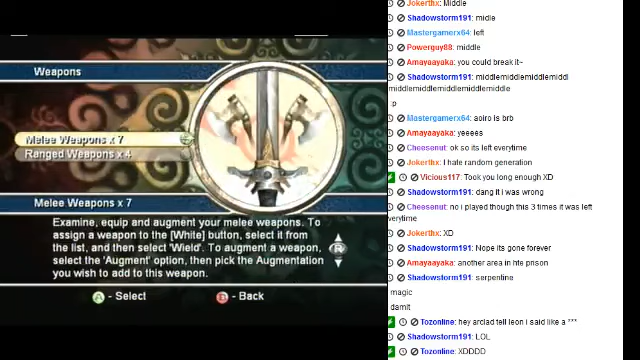 Weapons
Melee Weapons x 7
Ranged Weapons x 4
Melee Weapons x 7
Examine, equip and augment your melee weapons. To
assign a weapon to the [White] button, select it from
the list, and then select 'Wield'. To augment a weapon,
select the 'Augment' option, then pick the Augmentation
you wish to add to this weapon.
R
A - Select
B - Back
Jokerthx: Middle
Shadowstorm191: midle
Mastergamerx64: left
Powerguy88: middle
Amayaayaka: you could break it~
Shadowstorm191: middlemiddlemiddlemiddl
middlemiddlemiddlemiddlemiddle
p
Mastergamerx64: aoiro is brb
Amayaayaka: yeeees
Cheesenut: ok so its left everytime
Jokerthx: I hate random generation
Vicious117: Took you long enough XD
Shadowstorm191: dang it i was wrong
Cheesenut: no i played though this 3 times it was left
verytime
Jokerthx: XD
Shadowstorm191: Nope its gone forever
Amayaayaka: another area in hte prison
Shadowstorm191: serpentine
magic
damit
Tozonline: hey arclad tell leon i said like a ***
Shadowstorm191: LOL
Tozonline: XDDDD